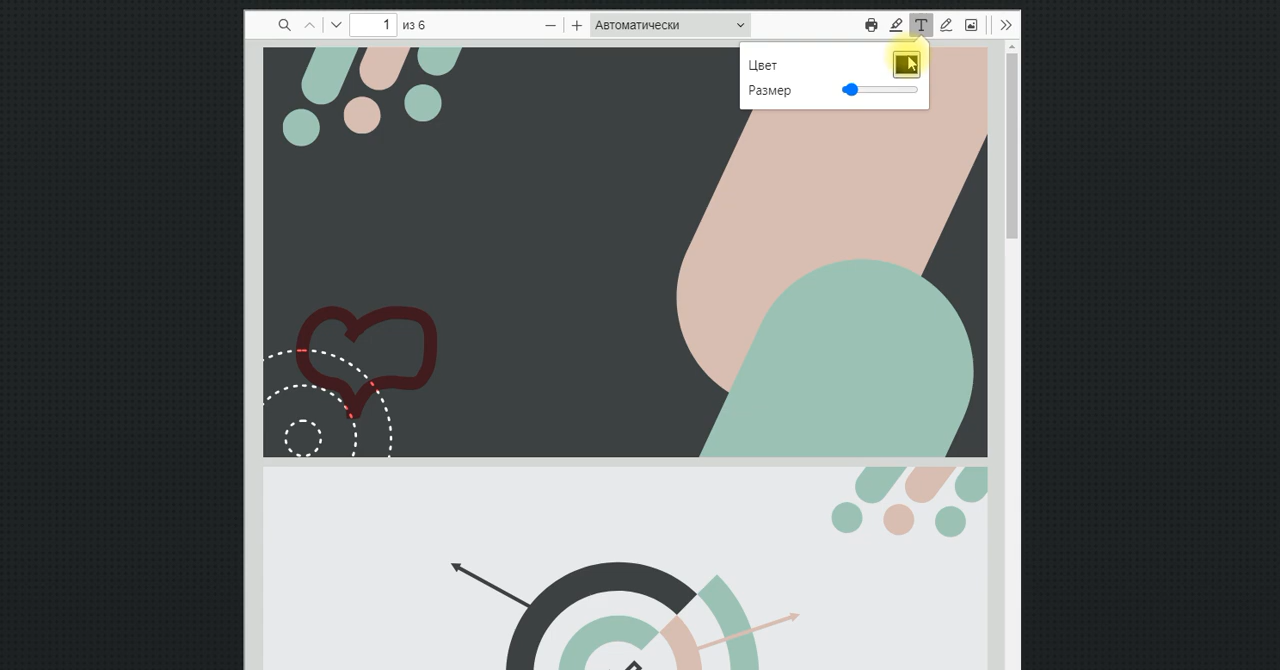 1 из 6
Автоматически
Цвет
Размер